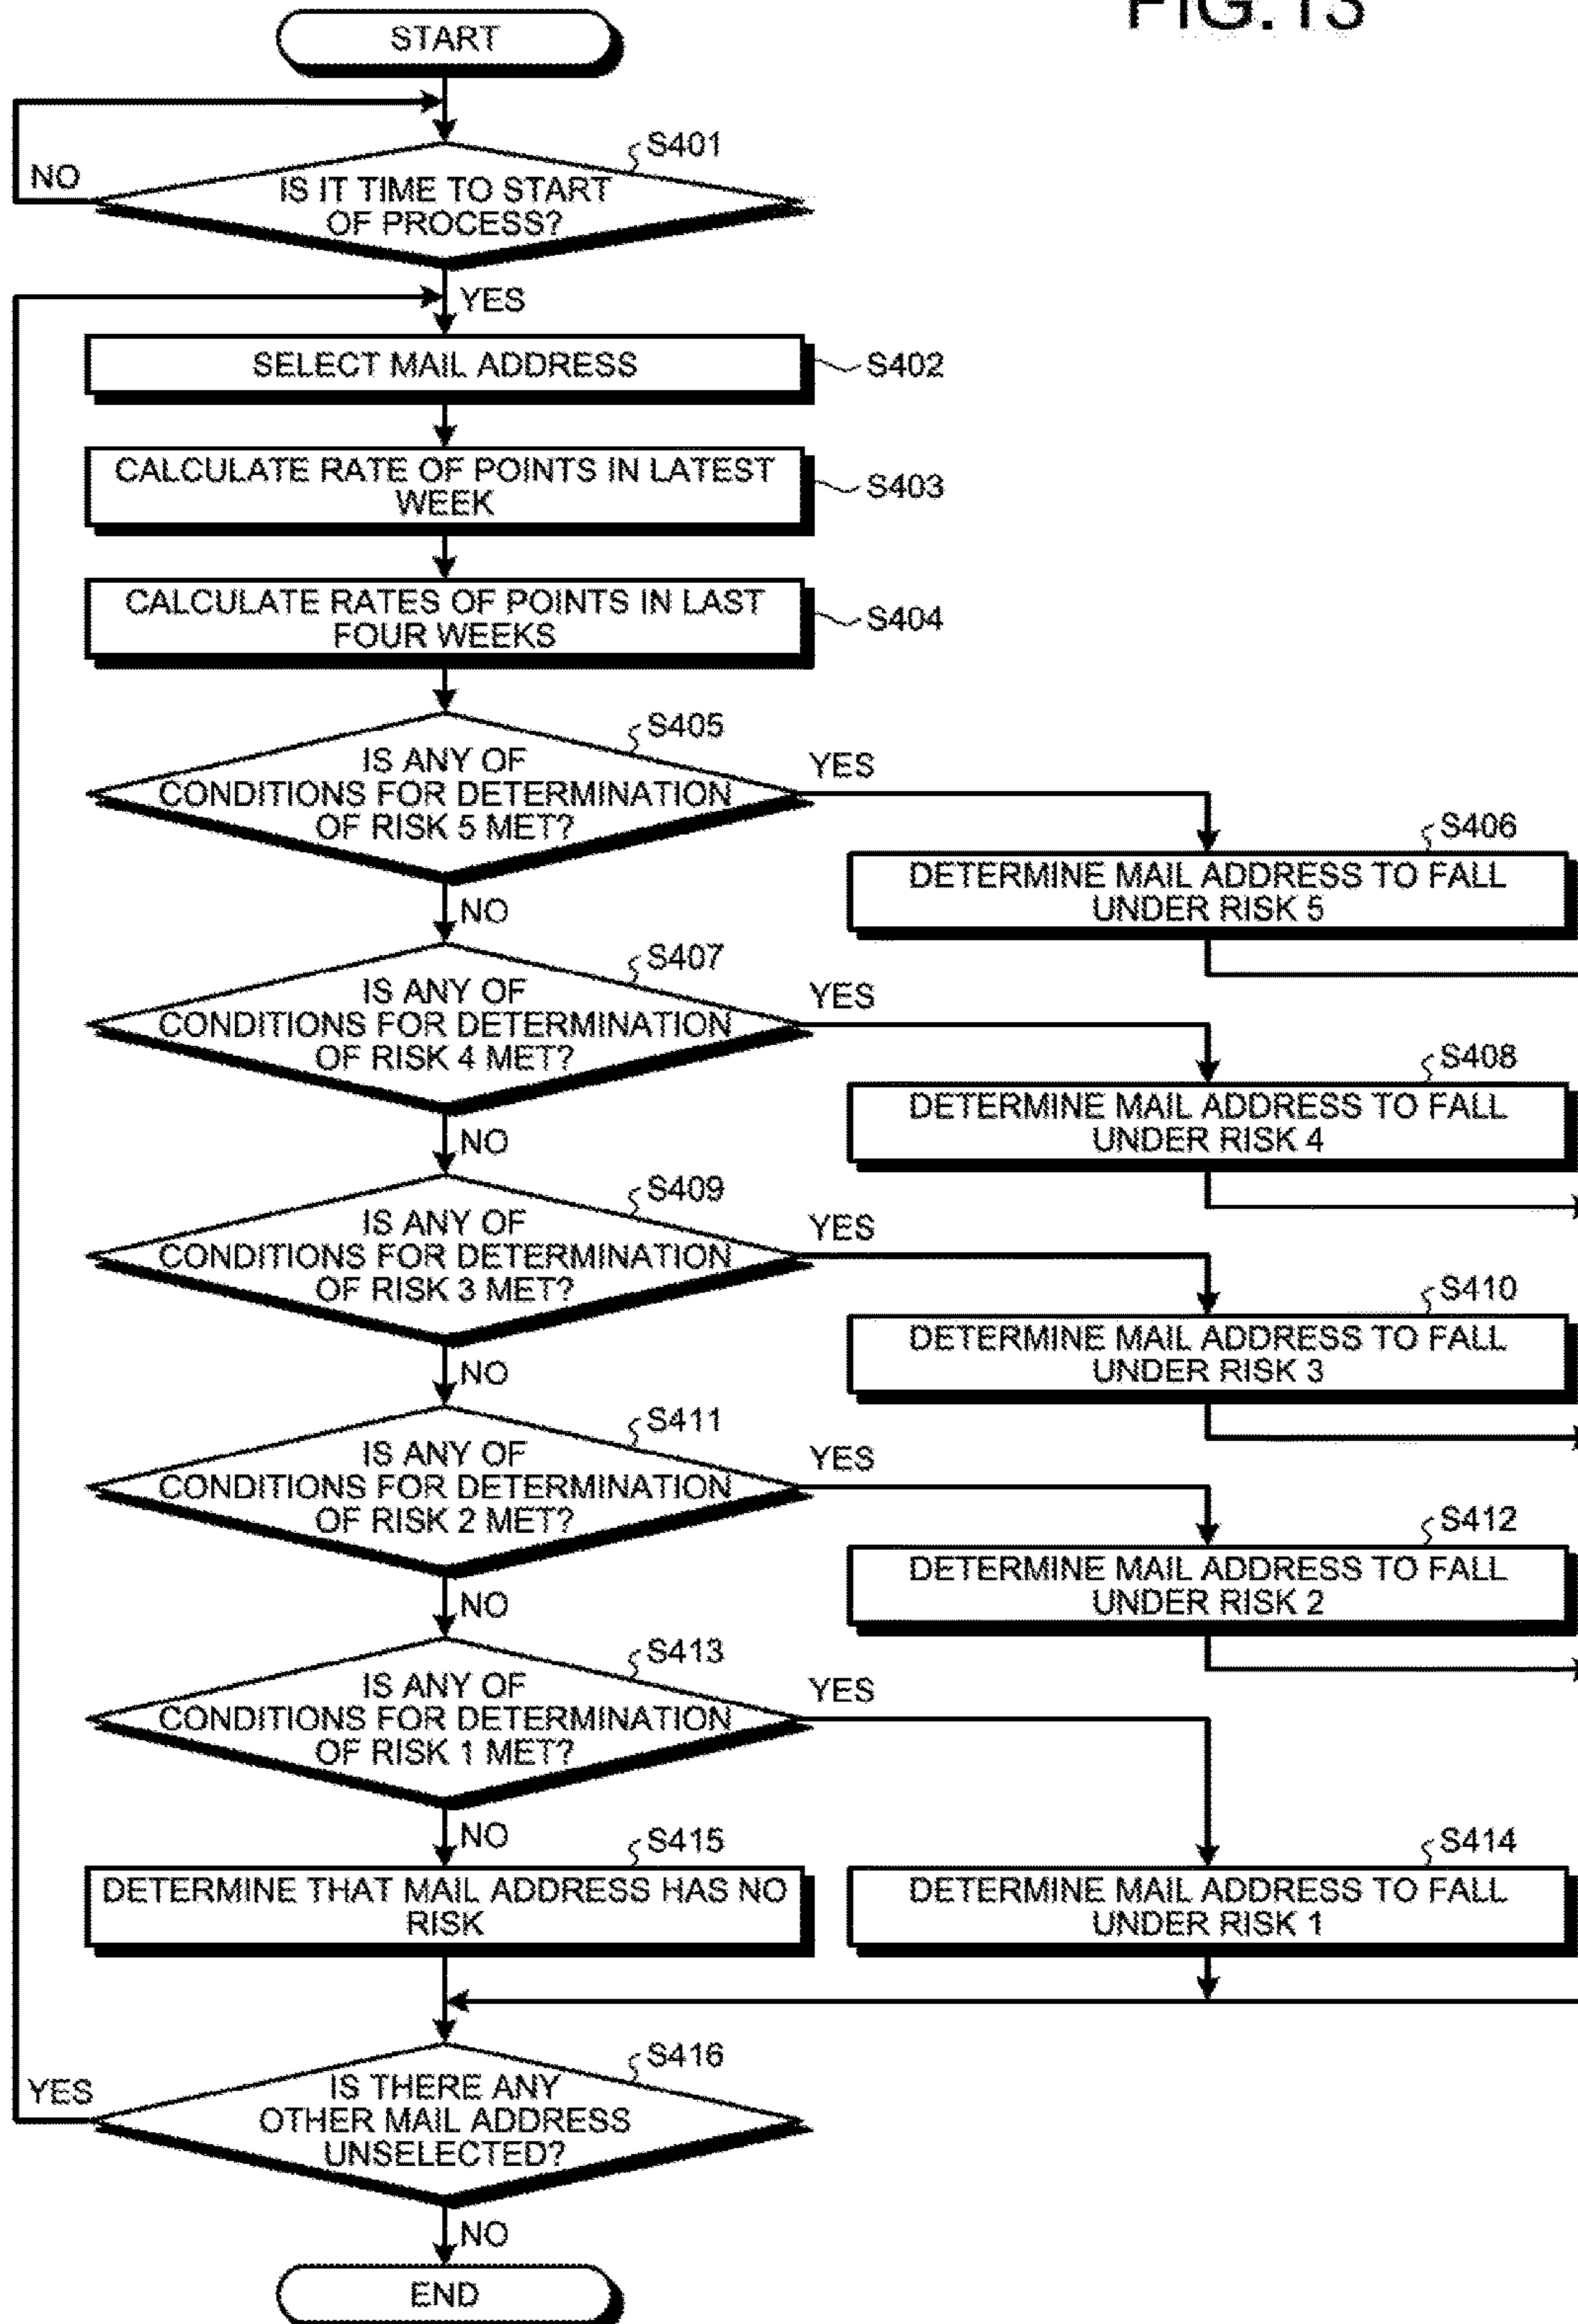 FIG.13
START
S401
NO
IS IT TIME TO START
OF PROCESS?
YES
SELECT MAIL ADDRESS
S402
CALCULATE RATE OF POINTS IN LATEST
WEEK
S403
CALCULATE RATES OF POINTS IN LAST
FOUR WEEKS
S404
S405
IS ANY OF
CONDITIONS FOR DETERMINATION
OF RISK 5 MET?
YES
S406
DETERMINE MAIL ADDRESS TO FALL
UNDER RISK 5
NO
S407
IS ANY OF
CONDITIONS FOR DETERMINATION
OF RISK 4 MET?
YES
S408
DETERMINE MAIL ADDRESS TO FALL
UNDER RISK 4
NO
S409
IS ANY OF
CONDITIONS FOR DETERMINATION
OF RISK 3 MET?
YES
S410
DETERMINE MAIL ADDRESS TO FALL
UNDER RISK 3
NO
S411
IS ANY OF
CONDITIONS FOR DETERMINATION
OF RISK 2 MET?
YES
S412
DETERMINE MAIL ADDRESS TO FALL
UNDER RISK 2
NO
S413
IS ANY OF
CONDITIONS FOR DETERMINATION
OF RISK 1 MET?
YES
S414
DETERMINE MAIL ADDRESS TO FALL
UNDER RISK 1
NO
S415
DETERMINE THAT MAIL ADDRESS HAS NO
RISK
S416
YES
IS THERE ANY
OTHER MAIL ADDRESS
UNSELECTED?
NO
END